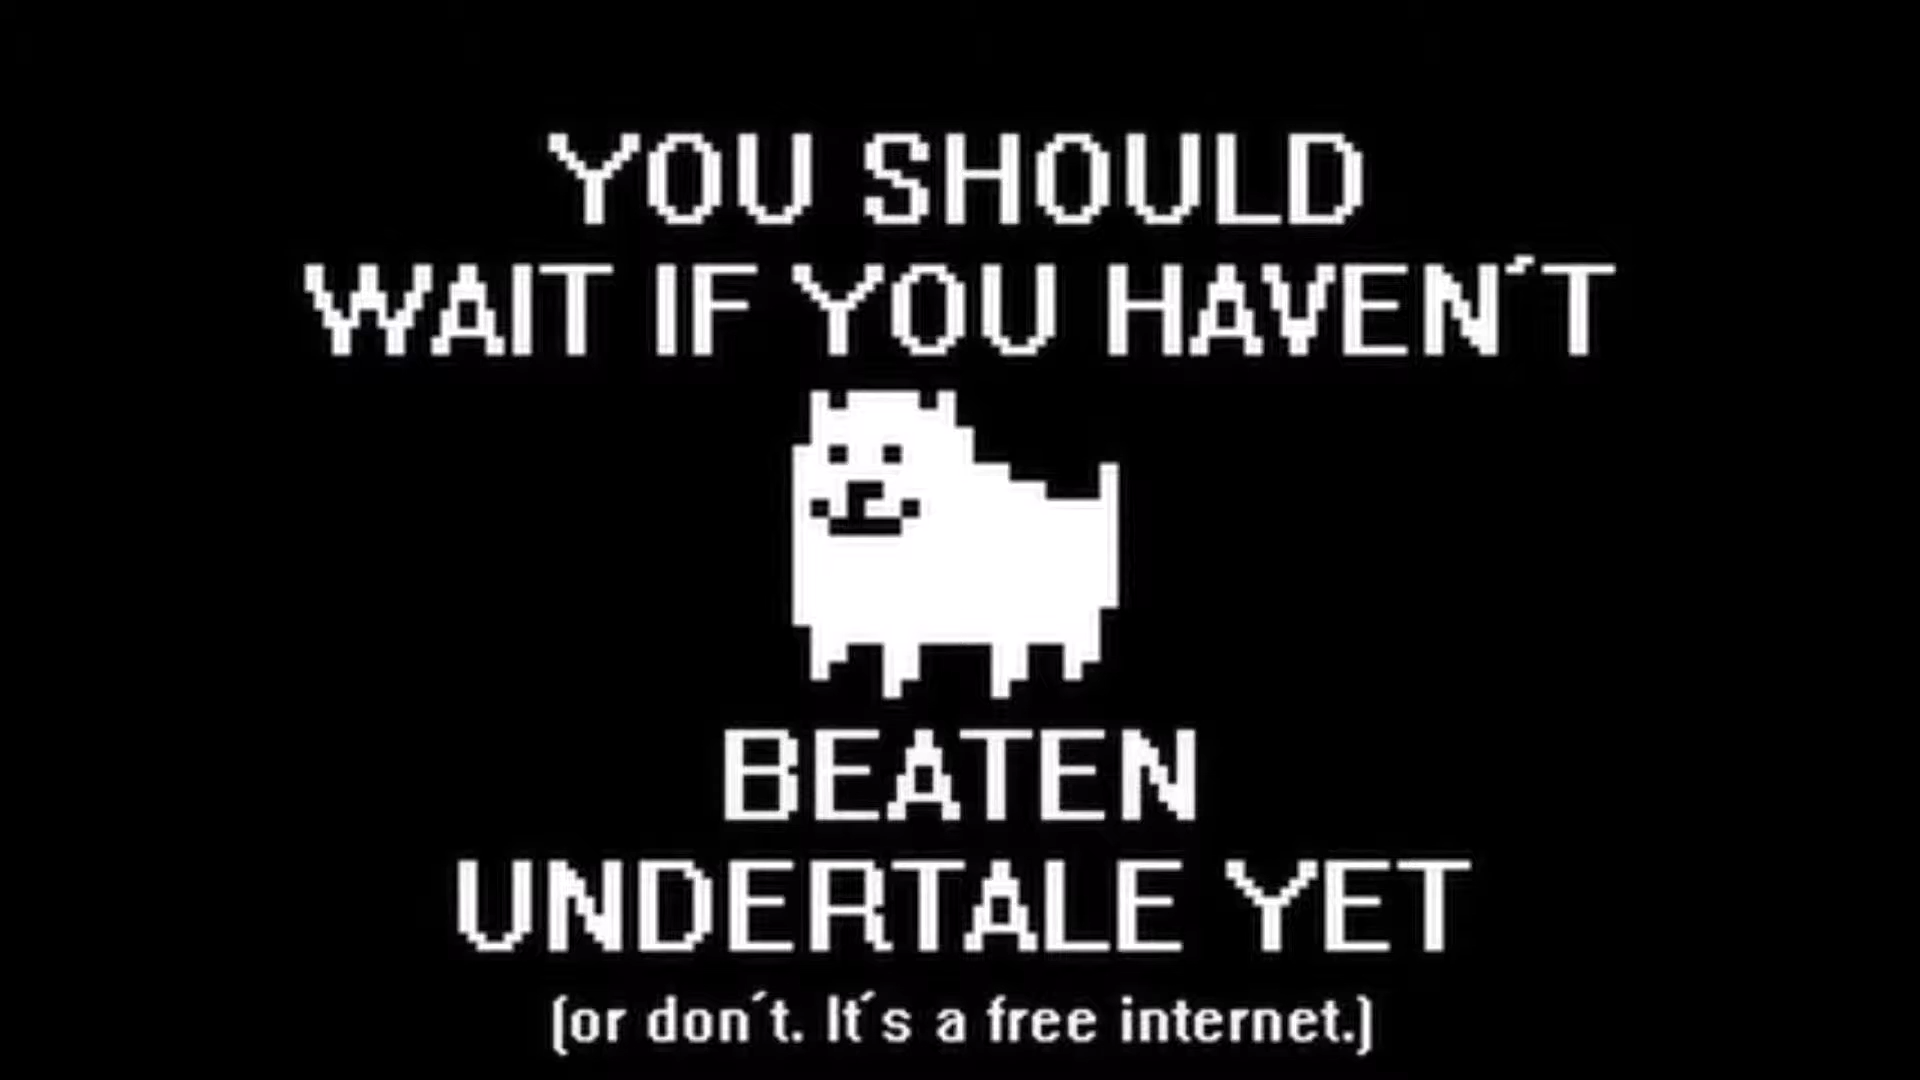 YOU SHOULD
WAIT IF YOU HAVEN´T
BEATEN
UNDERTALE YET
(or don´t. It´s a free internet.)